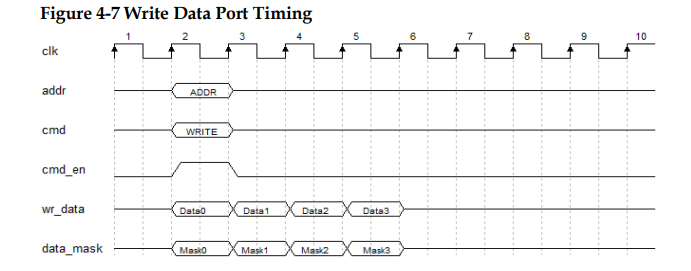 Figure 4-7 Write Data Port Timing
1 2 3 4 5 6 7 8 9 10
clk
addr ADDR
cmd WRITE
cmd_en
wr_data Data0 Data1 Data2 Data3
data_mask Mask0 Mask1 Mask2 Mask3